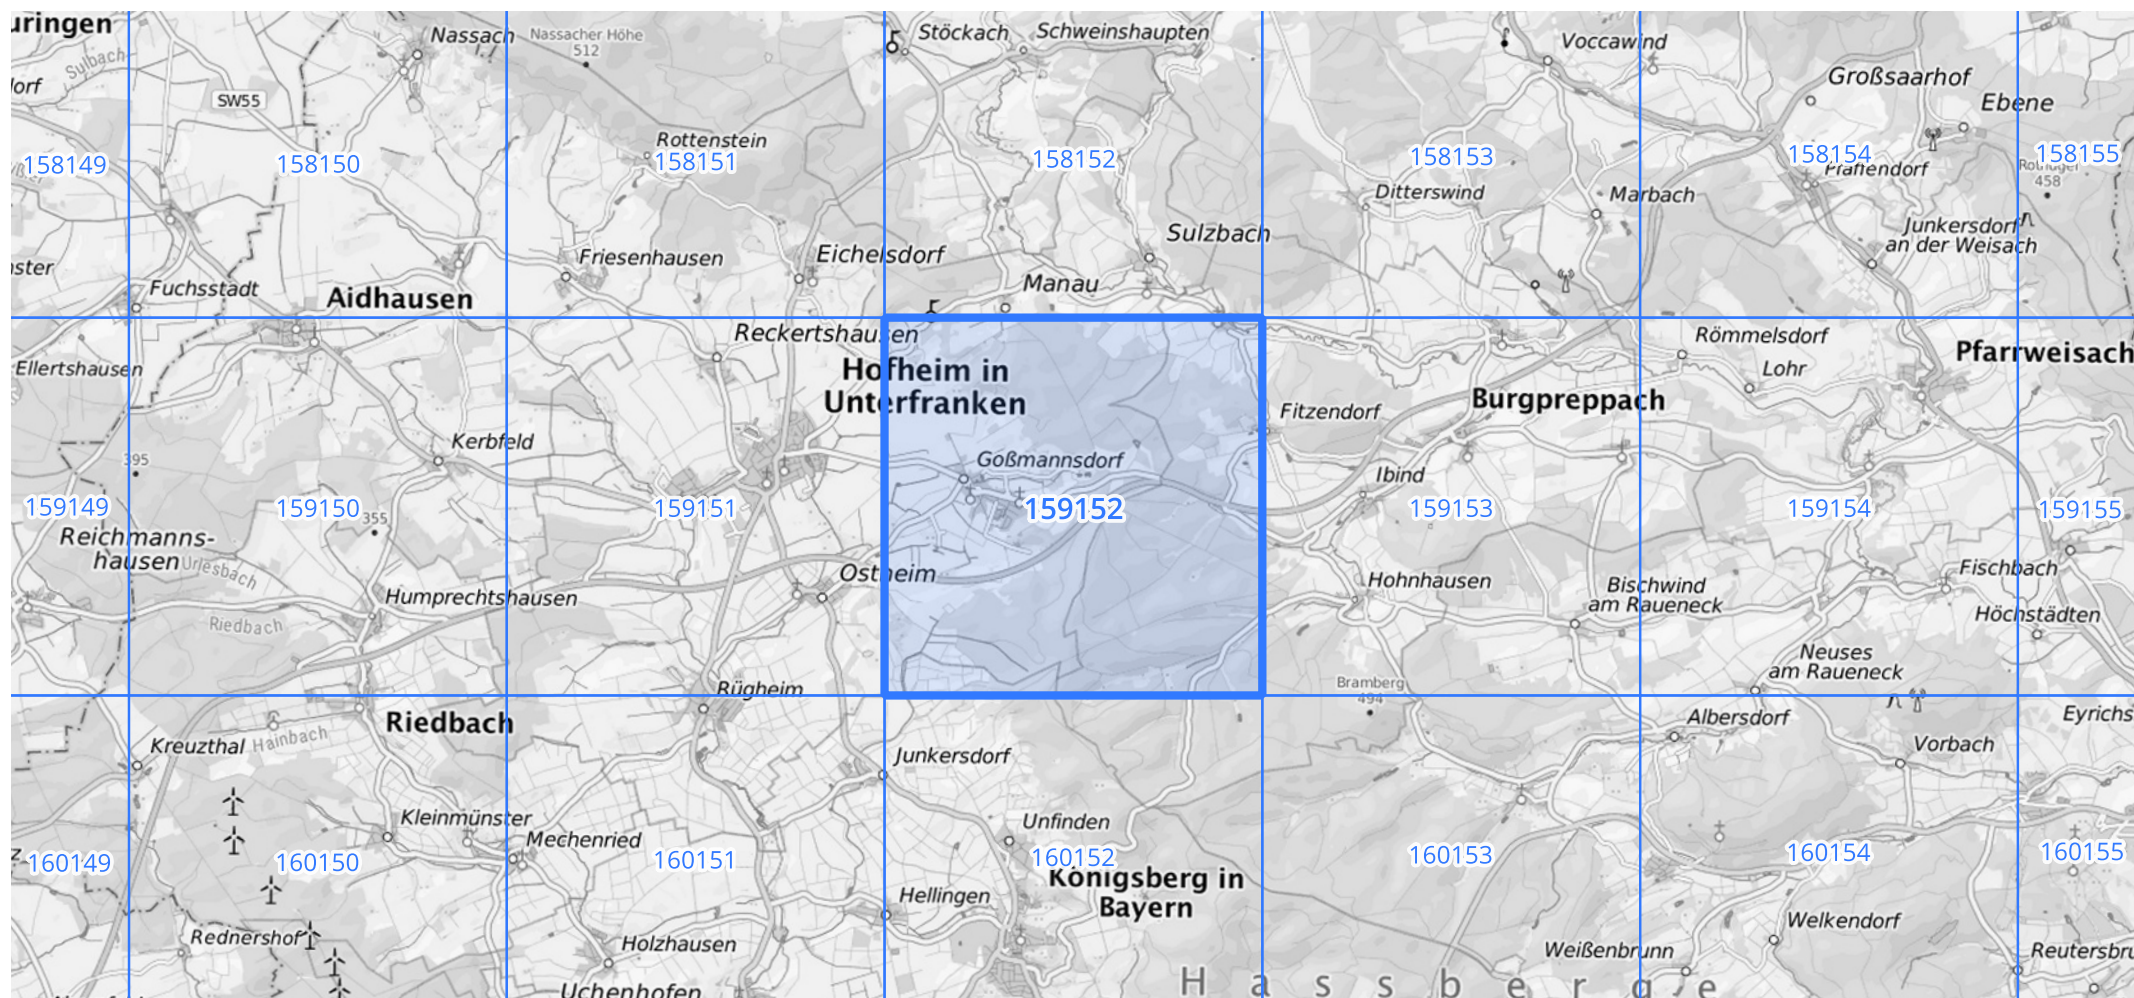 Nassach
Nassacher Höhe
512
Stöckach
Schweinshaupten
Voccawind
Sulbach
SW55
Großsaarhof
Ebene
Rottenstein
158149
158150
158151
158152
158153
158154
158155
Pfaffendorf
458
Ditterswind
Marbach
Sulzbach
Junkersdorf
an der Weisach
Friesenhausen
Eichelsdorf
Manau
Fuchsstadt
Aidhausen
Reckertshausen
Römmelsdorf
Pfarrweisach
Ellertshausen
Hofheim in
Unterfranken
Lohr
Burgpreppach
Fitzendorf
Kerbfeld
395
Goßmannsdorf
Ibind
159149
159150
159151
159152
159153
159154
159155
355
Reichmanns-
hausen
Uriesbach
Ostheim
Hohnhausen
Fischbach
Bischwind
am Raueneck
Humprechtshausen
Höchstädten
Riedbach
Neuses
am Raueneck
Rügheim
Bramberg
494
Riedbach
Albersdorf
Eyrichs
Kreuzthal
Hainbach
Junkersdorf
Vorbach
Kleinmünster
Unfinden
Mechenried
160149
160150
160151
160152
160153
160154
160155
Königsberg in
Bayern
Hellingen
Rednershof
Holzhausen
Weißenbrunn
Welkendorf
Reutersbru
Hassberge
Uchenhofen